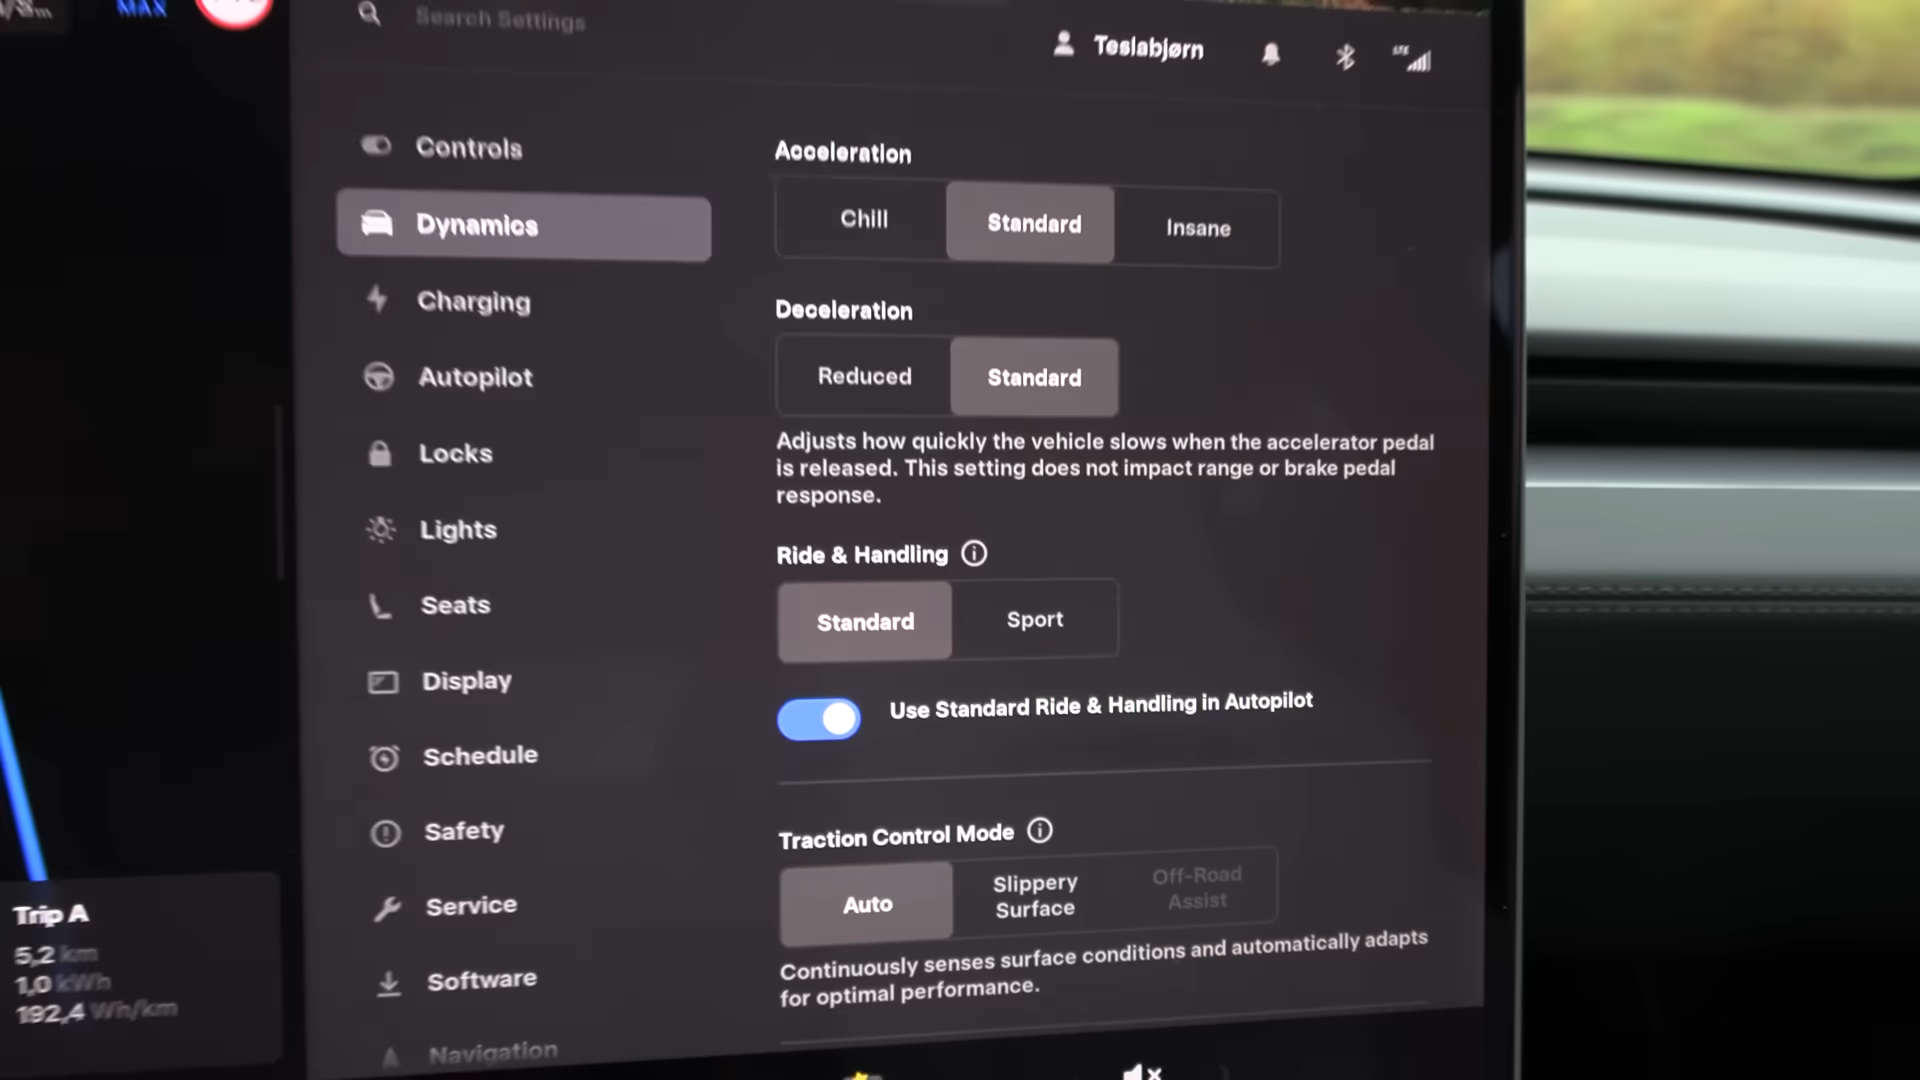 MAX
Search Settings
Teslabjørn
LTE
Controls
Dynamics
Charging
Autopilot
Locks
Lights
Seats
Display
Schedule
Safety
Service
Software
Navigation
Acceleration
Chill
Standard
Insane
Deceleration
Reduced
Standard
Adjusts how quickly the vehicle slows when the accelerator pedal
is released. This setting does not impact range or brake pedal
response.
Ride & Handling
Standard
Sport
Use Standard Ride & Handling in Autopilot
Traction Control Mode
Auto
Slippery
Surface
Off-Road
Assist
Continuously senses surface conditions and automatically adapts
for optimal performance.
Trip A
5,2 km
1,0 kWh
192,4 Wh/km